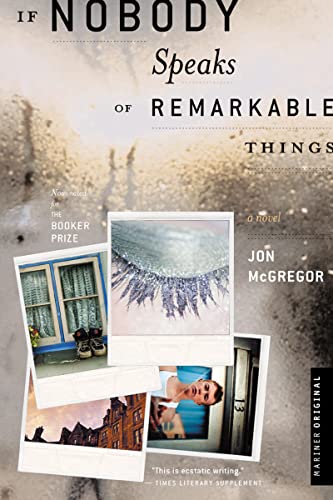 IF NOBODY
Speaks
OF REMARKABLE
THINGS
Nominated
for
THE
BOOKER
PRIZE
a novel
JON
McGREGOR
13
"This is ecstatic writing."
— TIMES LITERARY SUPPLEMENT
MARINER ORIGINAL